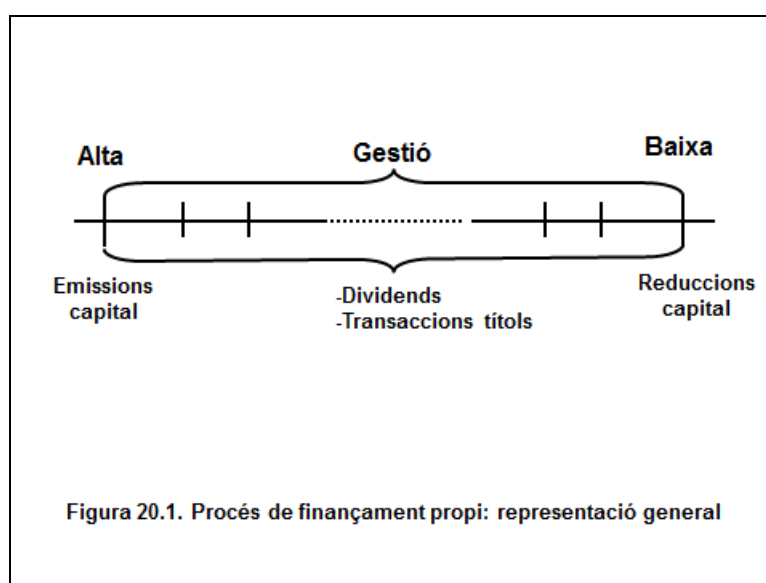 Alta
Gestió
Baixa
Emissions
capital
-Dividends
-Transaccions títols
Reduccions
capital
Figura 20.1. Procés de finançament propi: representació general